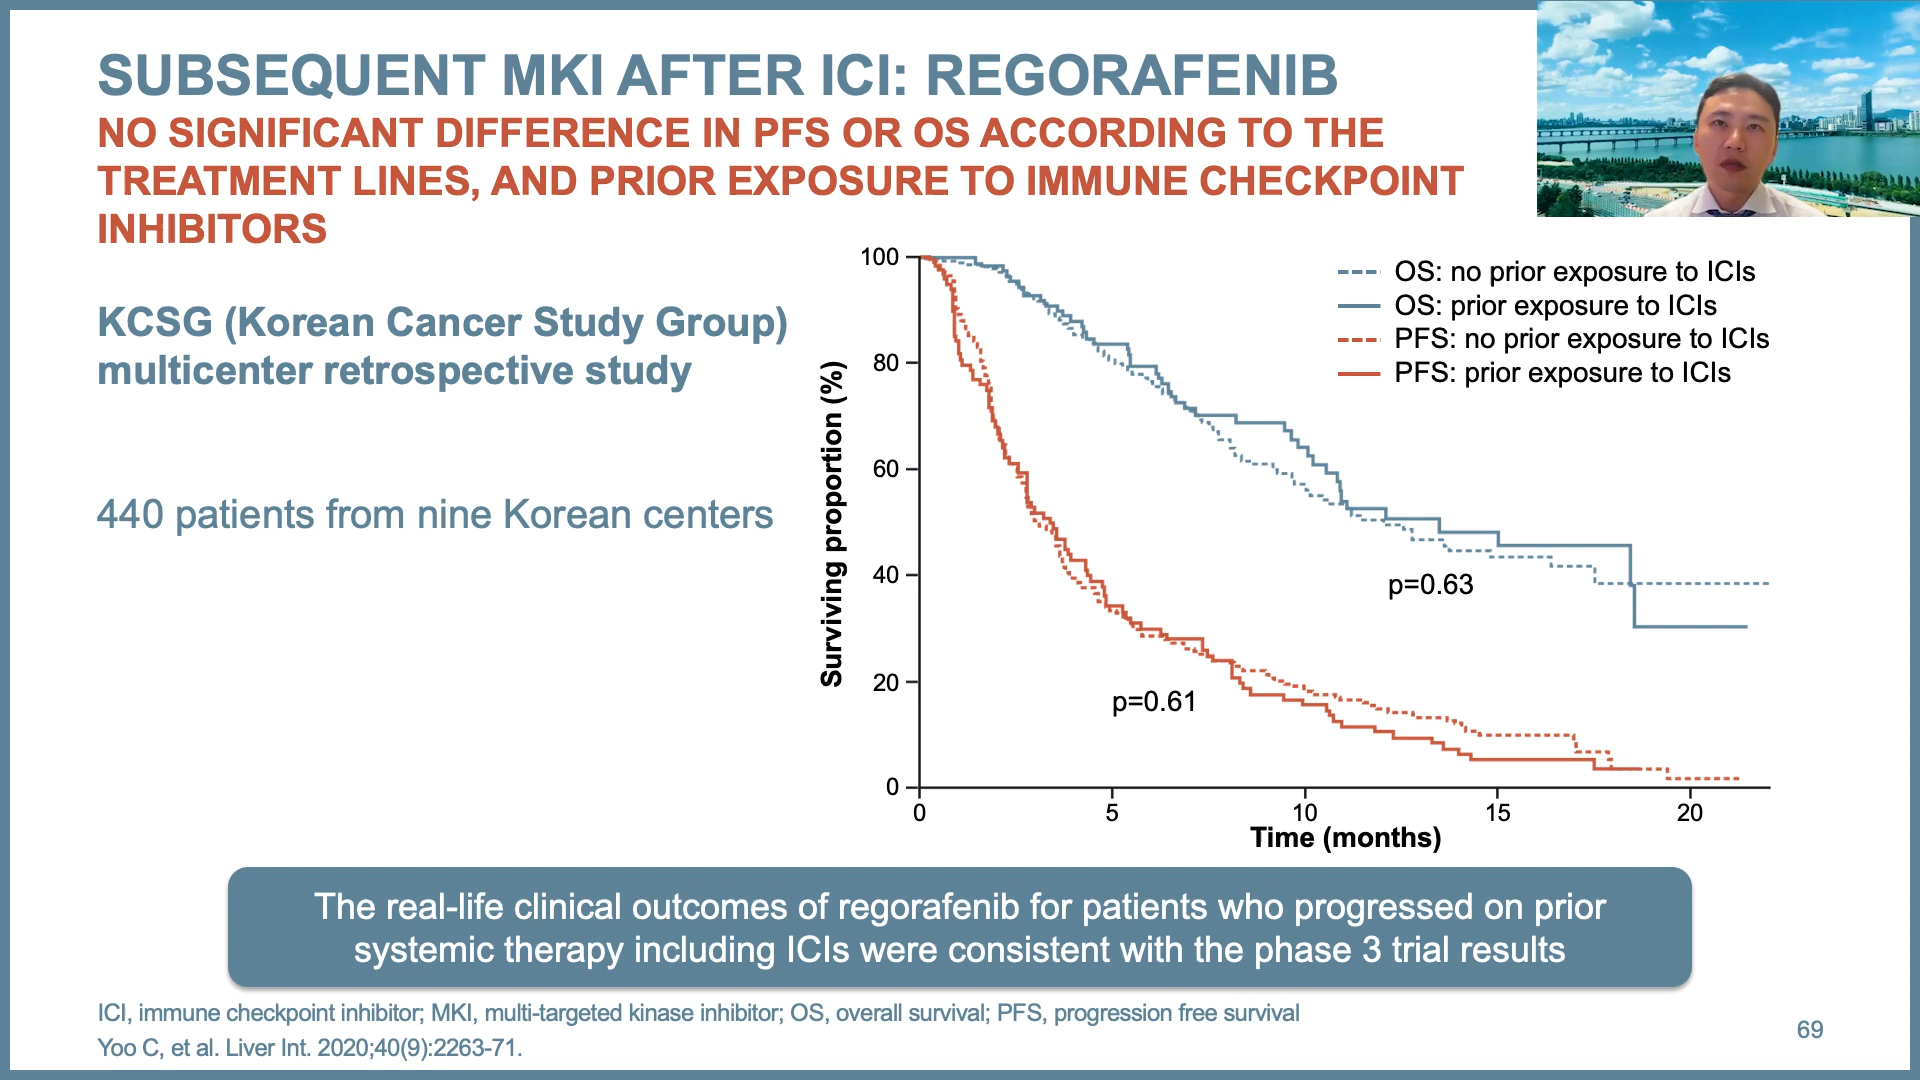 SUBSEQUENT MKI AFTER ICI: REGORAFENIB
NO SIGNIFICANT DIFFERENCE IN PFS OR OS ACCORDING TO THE
TREATMENT LINES, AND PRIOR EXPOSURE TO IMMUNE CHECKPOINT
INHIBITORS
KCSG (Korean Cancer Study Group)
multicenter retrospective study
440 patients from nine Korean centers
Surviving proportion (%)
100
80
60
40
20
0
0
5
10
15
20
Time (months)
OS: no prior exposure to ICIs
OS: prior exposure to ICIs
PFS: no prior exposure to ICIs
PFS: prior exposure to ICIs
p=0.63
p=0.61
The real-life clinical outcomes of regorafenib for patients who progressed on prior
systemic therapy including ICIs were consistent with the phase 3 trial results
ICI, immune checkpoint inhibitor; MKI, multi-targeted kinase inhibitor; OS, overall survival; PFS, progression free survival
Yoo C, et al. Liver Int. 2020;40(9):2263-71.
69